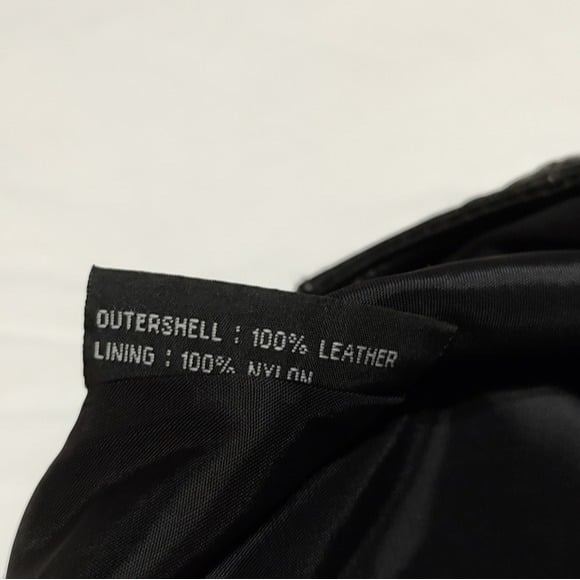 OUTERSHELL : 100% LEATHER
LINING : 100% NYLON